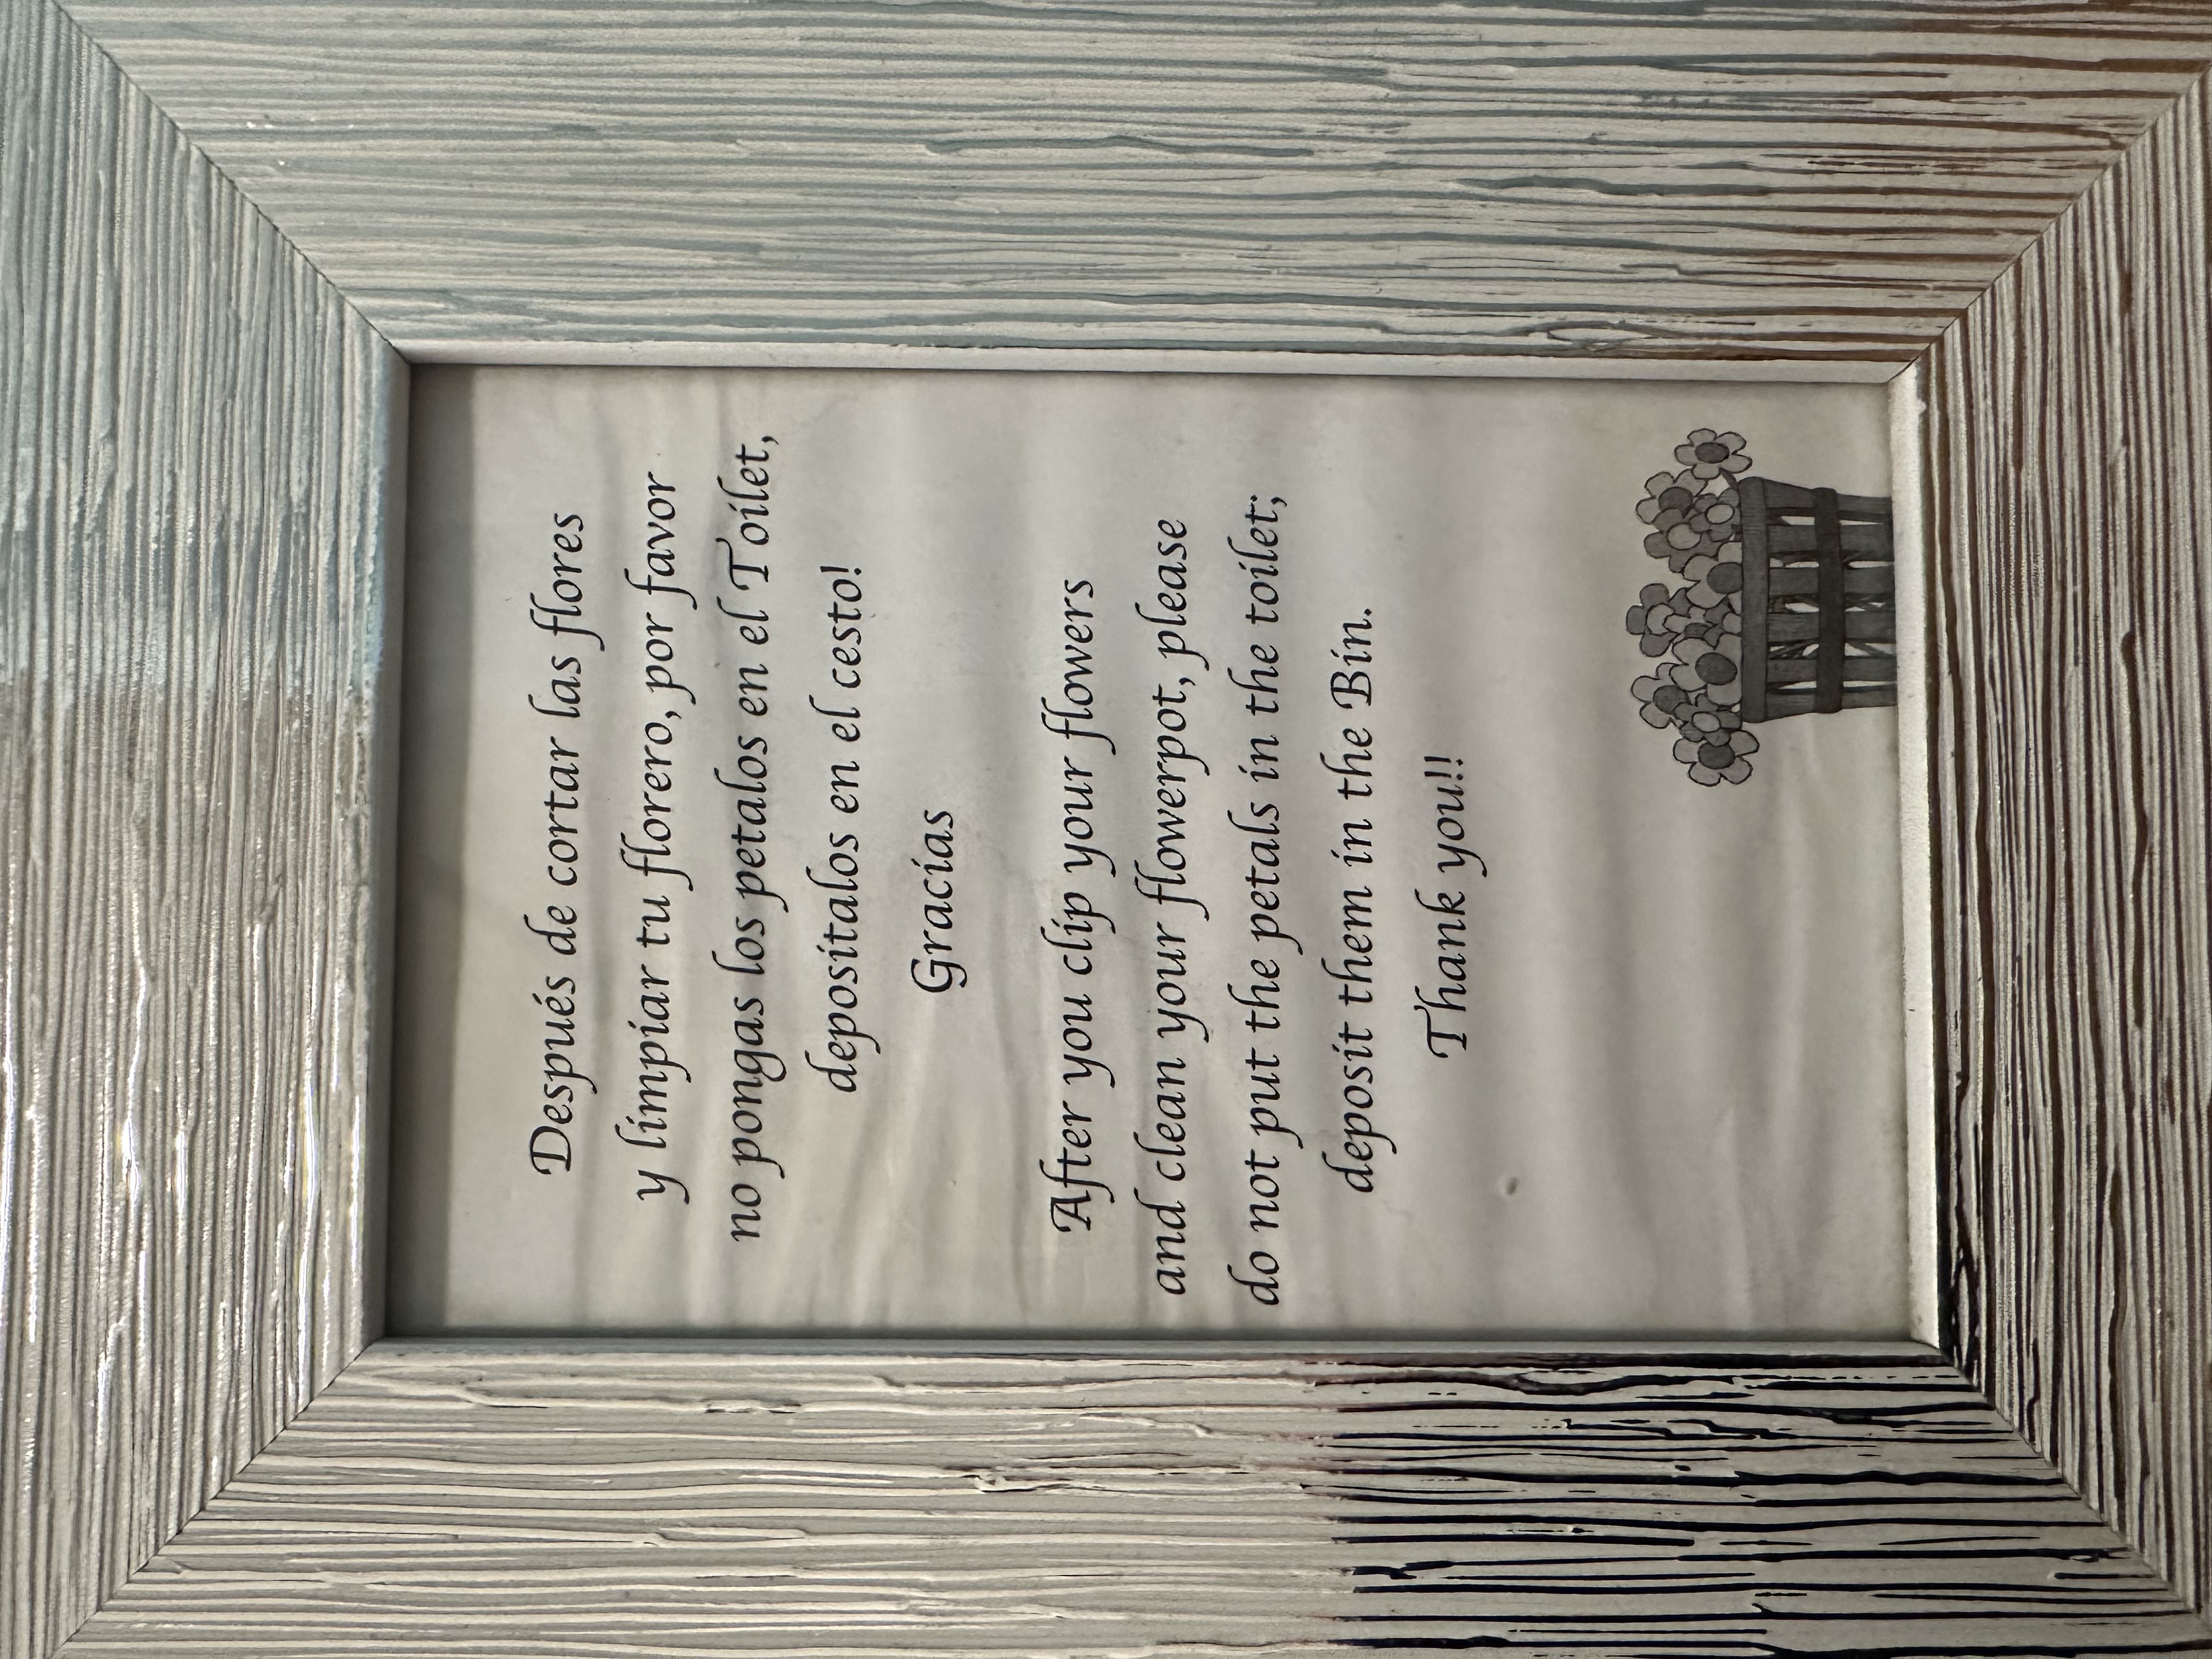 Después de cortar las flores
y limpiar tu florero, por favor
no pongas los petalos en el Toilet,
deposítalos en el cesto!
Gracias
After you clip your flowers
and clean your flowerpot, please
do not put the petals in the toilet;
deposit them in the Bin.
Thank you!!